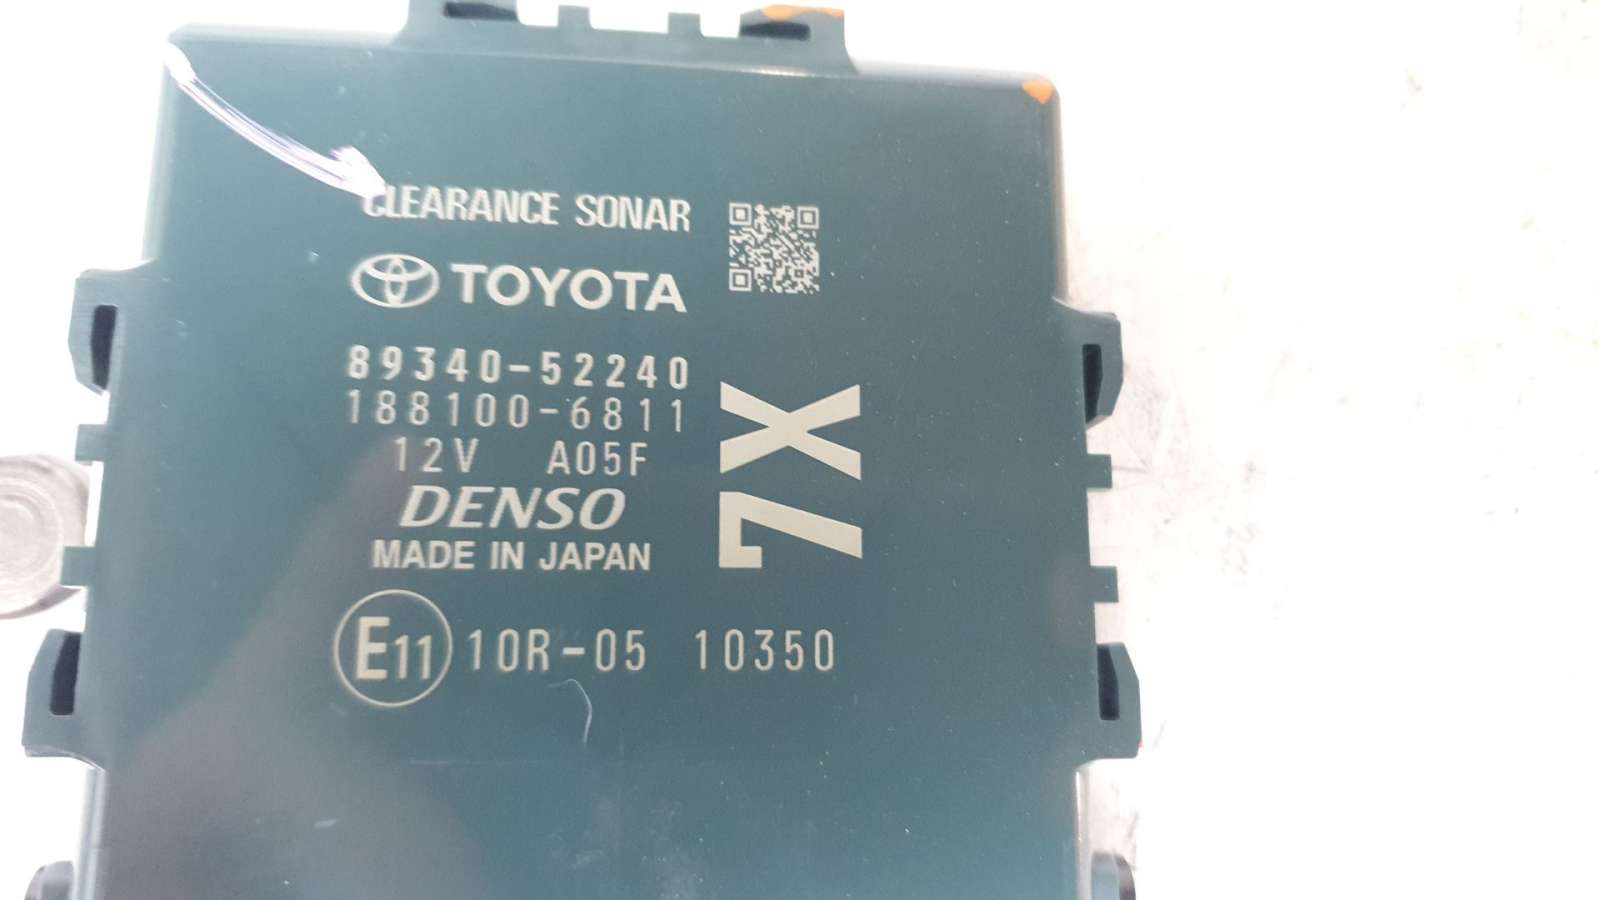 CLEARANCE SONAR
TOYOTA
89340-52240
188100-6811
12V A05F
DENSO
MADE IN JAPAN
7X
E11 10R-05 10350